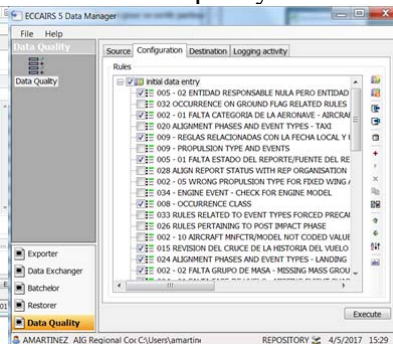 ECCAIRS 5 Data Manager
File Help
Data Quality
Data Quality
Source Configuration Destination Logging activity
Rules
initial data entry
005 - 02 ENTIDAD RESPONSABLE NULA PERO ENTIDAD
032 OCCURRENCE ON GROUND FLAG RELATED RULES
002 - 01 FALTA CATEGORIA DE LA AERONAVE - AIRCRA
020 ALIGNMENT PHASES AND EVENT TYPES - TAXI
009 - REGLAS RELACIONADAS CON LA FECHA LOCAL Y
009 - PROPULSION TYPE AND EVENTS
005 - 01 FALTA ESTADO DEL REPORTE/FUENTE DEL RE
028 ALIGN REPORT STATUS WITH REP ORGANISATION
002 - 05 WRONG PROPULSION TYPE FOR FIXED WING
034 - ENGINE EVENT - CHECK FOR ENGINE MODEL
008 - OCCURRENCE CLASS
033 RULES RELATED TO EVENT TYPES FORCED PRECAI
026 RULES PERTAINING TO POST IMPACT PHASE
002 - 10 AIRCRAFT MNFCTR/MODEL NOT CODED VALUE
015 REVISION DEL CRUCE DE LA HISTORIA DEL VUELO
024 ALIGNMENT PHASES AND EVENT TYPES - LANDING
002 - 02 FALTA GRUPO DE MASA - MISSING MASS GROU
Exporter
Data Exchanger
Batchelor
Restorer
Data Quality
Execute
AMARTINEZ AIG Regional Coc C:\Users\amartin REPOSITORY 4/5/2017 15:29